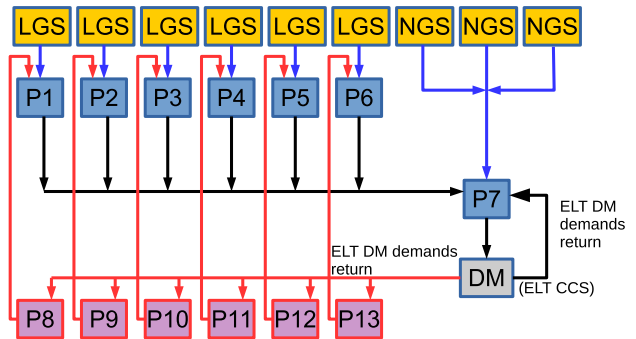 LGS LGS LGS LGS LGS LGS NGS NGS NGS
P1 P2 P3 P4 P5 P6
P7
ELT DM
demands
return
ELT DM demands
return
DM
(ELT CCS)
P8 P9 P10 P11 P12 P13